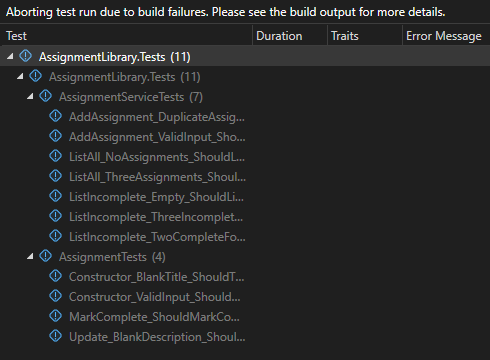 Aborting test run due to build failures. Please see the build output for more details.
Test Duration Traits Error Message
AssignmentLibrary.Tests (11)
AssignmentLibrary.Tests (11)
AssignmentServiceTests (7)
AddAssignment_DuplicateAssig...
AddAssignment_ValidInput_Sho...
ListAll_NoAssignments_ShouldL...
ListAll_ThreeAssignments_Shoul...
ListIncomplete_Empty_ShouldLi...
ListIncomplete_ThreeIncomplet...
ListIncomplete_TwoCompleteFo...
AssignmentTests (4)
Constructor_BlankTitle_ShouldT...
Constructor_ValidInput_Should...
MarkComplete_ShouldMarkCo...
Update_BlankDescription_Shoul...